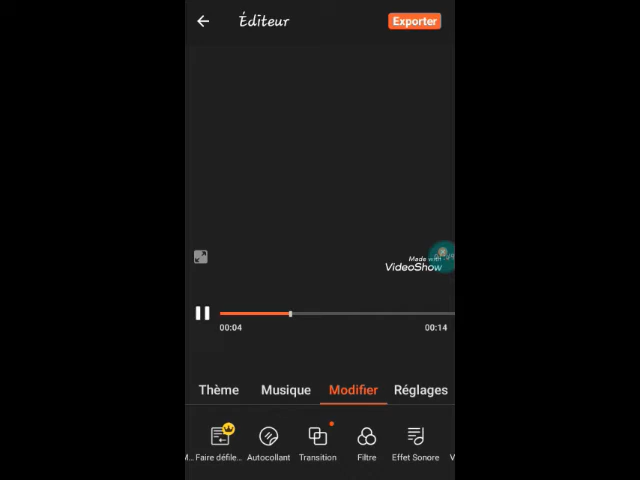 Éditeur
Exporter
Made with
VideoShow
00:04
00:14
Thème
Musique
Modifier
Réglages
M...
Faire défile...
Autocollant
Transition
Filtre
Effet Sonore
V